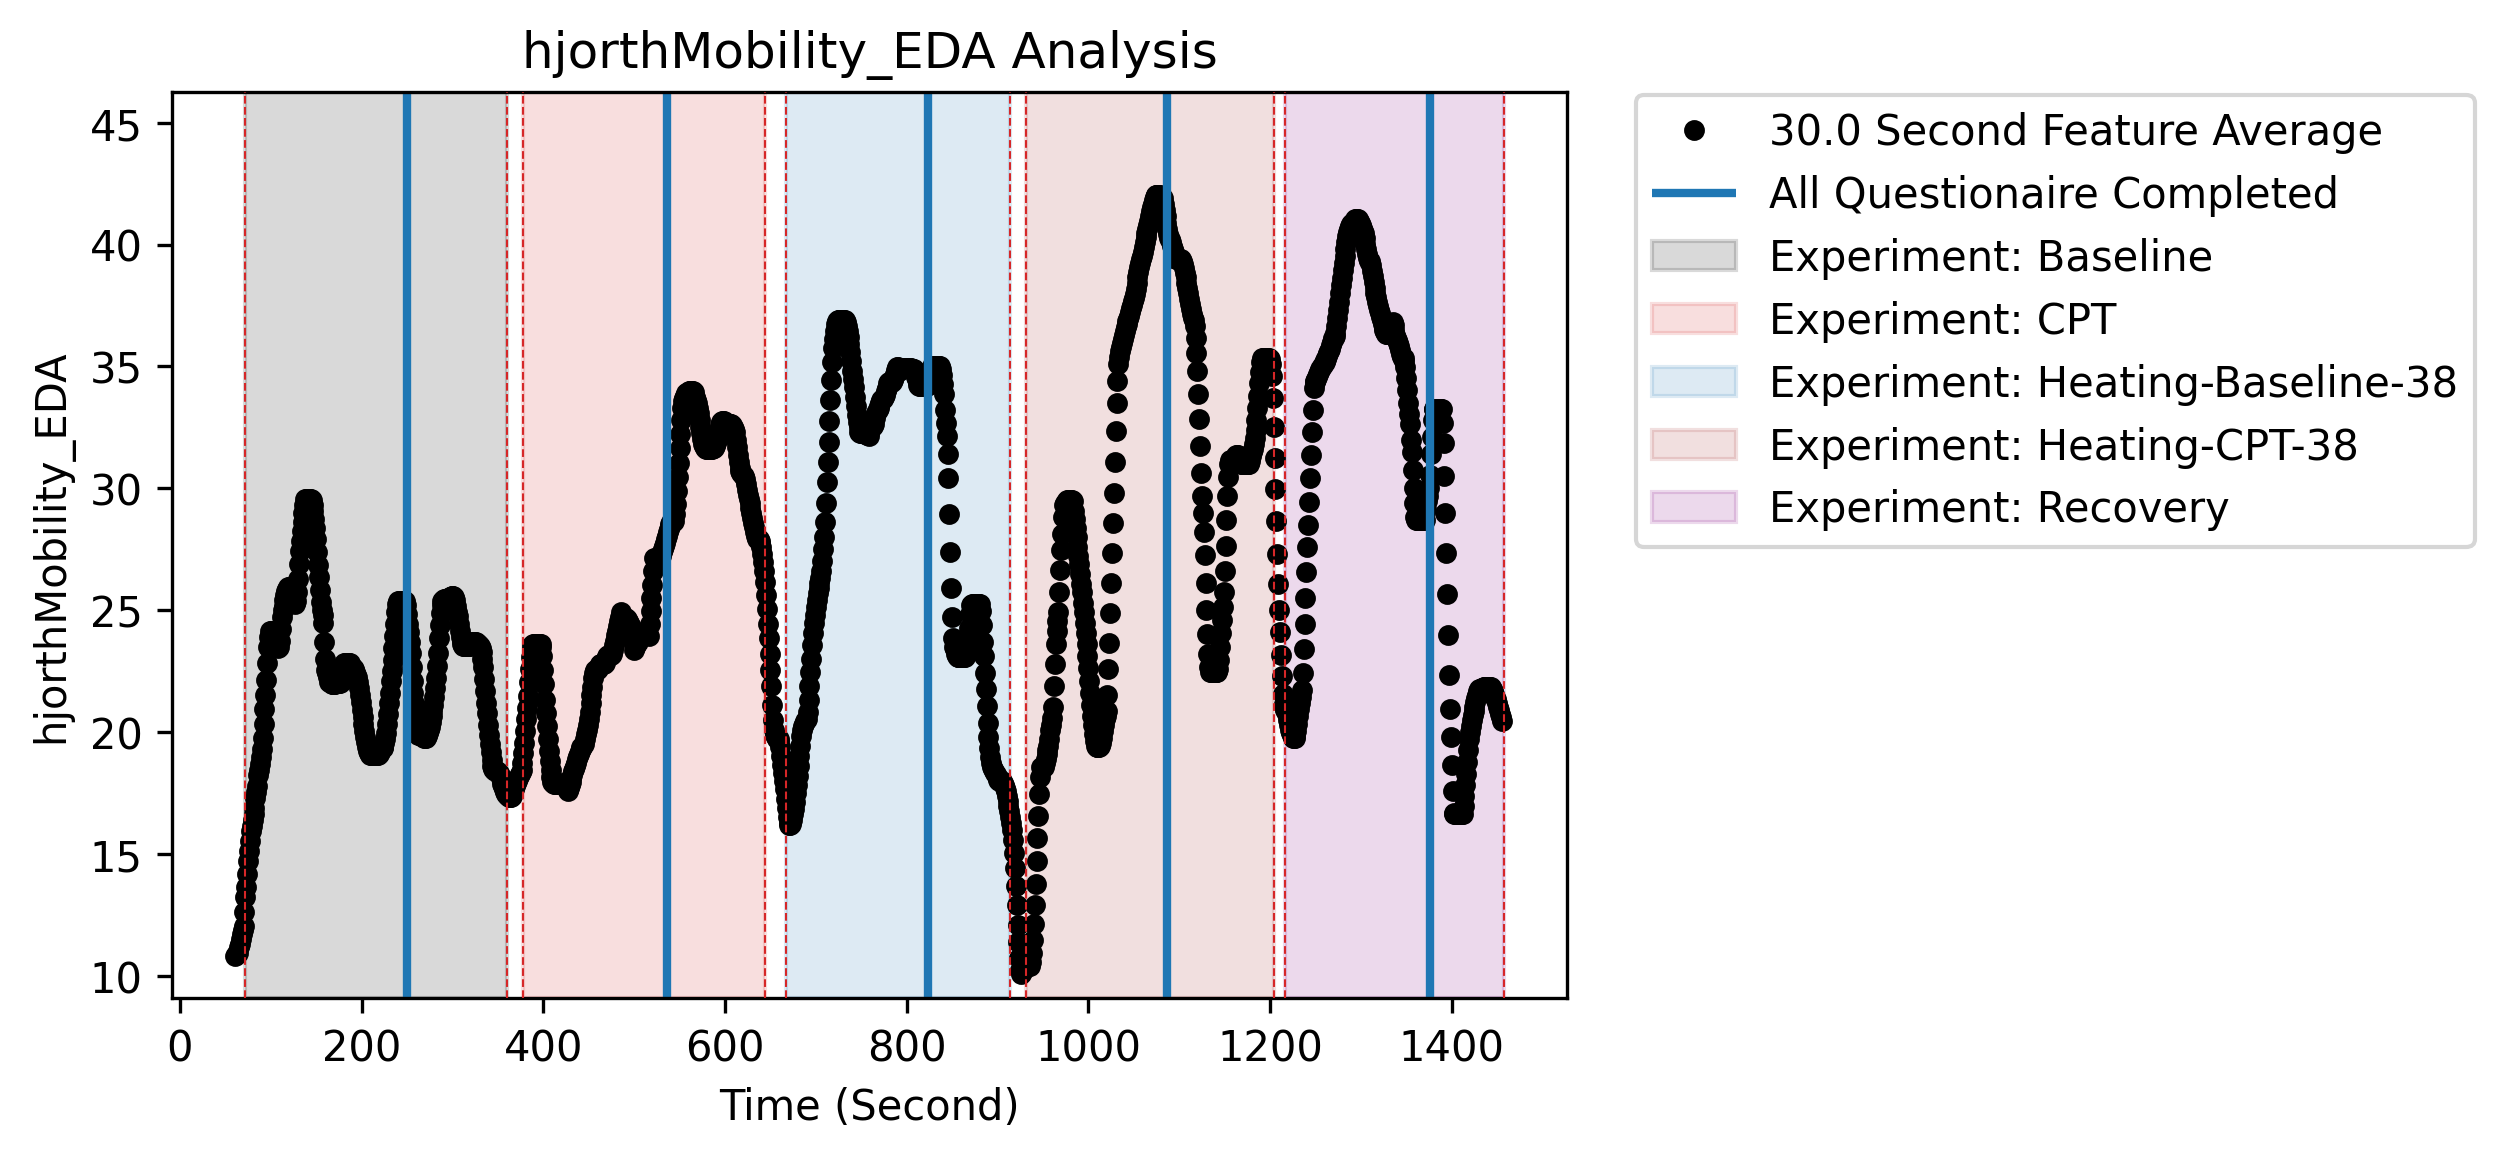 hjorthMobility_EDA Analysis
hjorthMobility_EDA
45
40
35
30
25
20
15
10
0 200 400 600 800 1000 1200 1400
Time (Second)
30.0 Second Feature Average
All Questionaire Completed
Experiment: Baseline
Experiment: CPT
Experiment: Heating-Baseline-38
Experiment: Heating-CPT-38
Experiment: Recovery